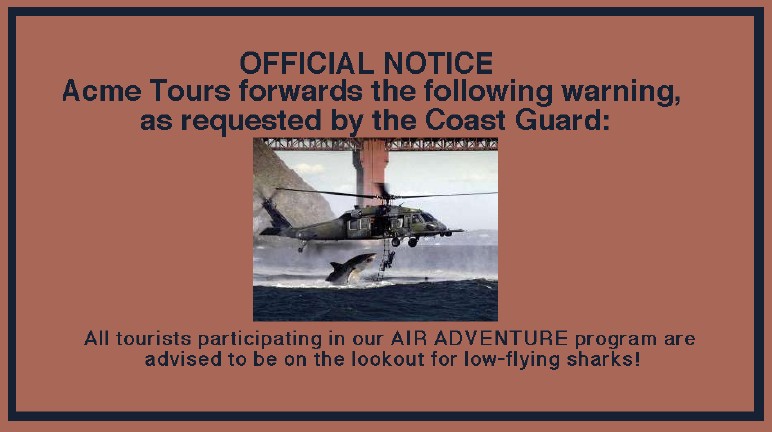 OFFICIAL NOTICE
Acme Tours forwards the following warning,
as requested by the Coast Guard:
All tourists participating in our AIR ADVENTURE program are
advised to be on the lookout for low-flying sharks!